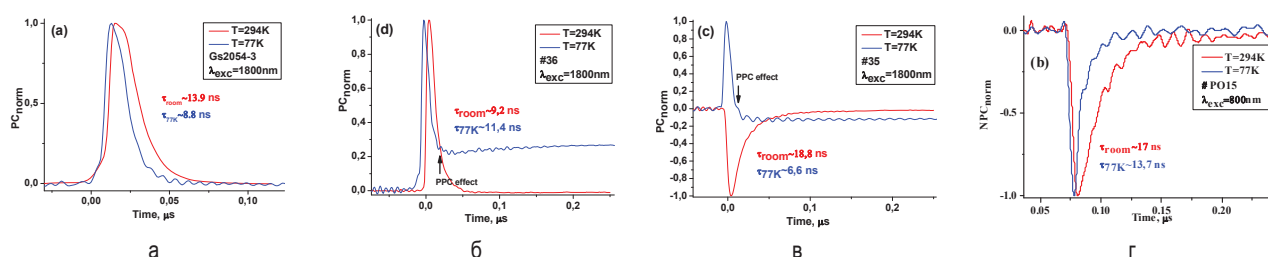 (a)
T=294K
T=77K
Gs2054-3
λexc=1800nm
τroom~13.9 ns
τ77K~8.8 ns
PCnorm
1,0
0,5
0,0
0,00
0,05
0,10
Time, μs
а
(d)
T=294K
T=77K
#36
λexc=1800nm
τroom~9,2 ns
τ77K~11,4 ns
PPC effect
PCnorm
1,0
0,8
0,6
0,4
0,2
0,0
0,0
0,1
0,2
Time, μs
б
(c)
T=294K
T=77K
#35
λexc=1800nm
PPC effect
τroom~18,8 ns
τ77K~6,6 ns
PCnorm
1,0
0,8
0,6
0,4
0,2
0,0
-0,2
-0,4
-0,6
-0,8
-1,0
0,0
0,1
0,2
Time, μs
в
(b)
T=294K
T=77K
# PO15
λexc=800nm
τroom~17 ns
τ77K~13,7 ns
NPCnorm
0.0
-0.5
-1.0
0.05
0.10
0.15
0.20
Time, μs
г